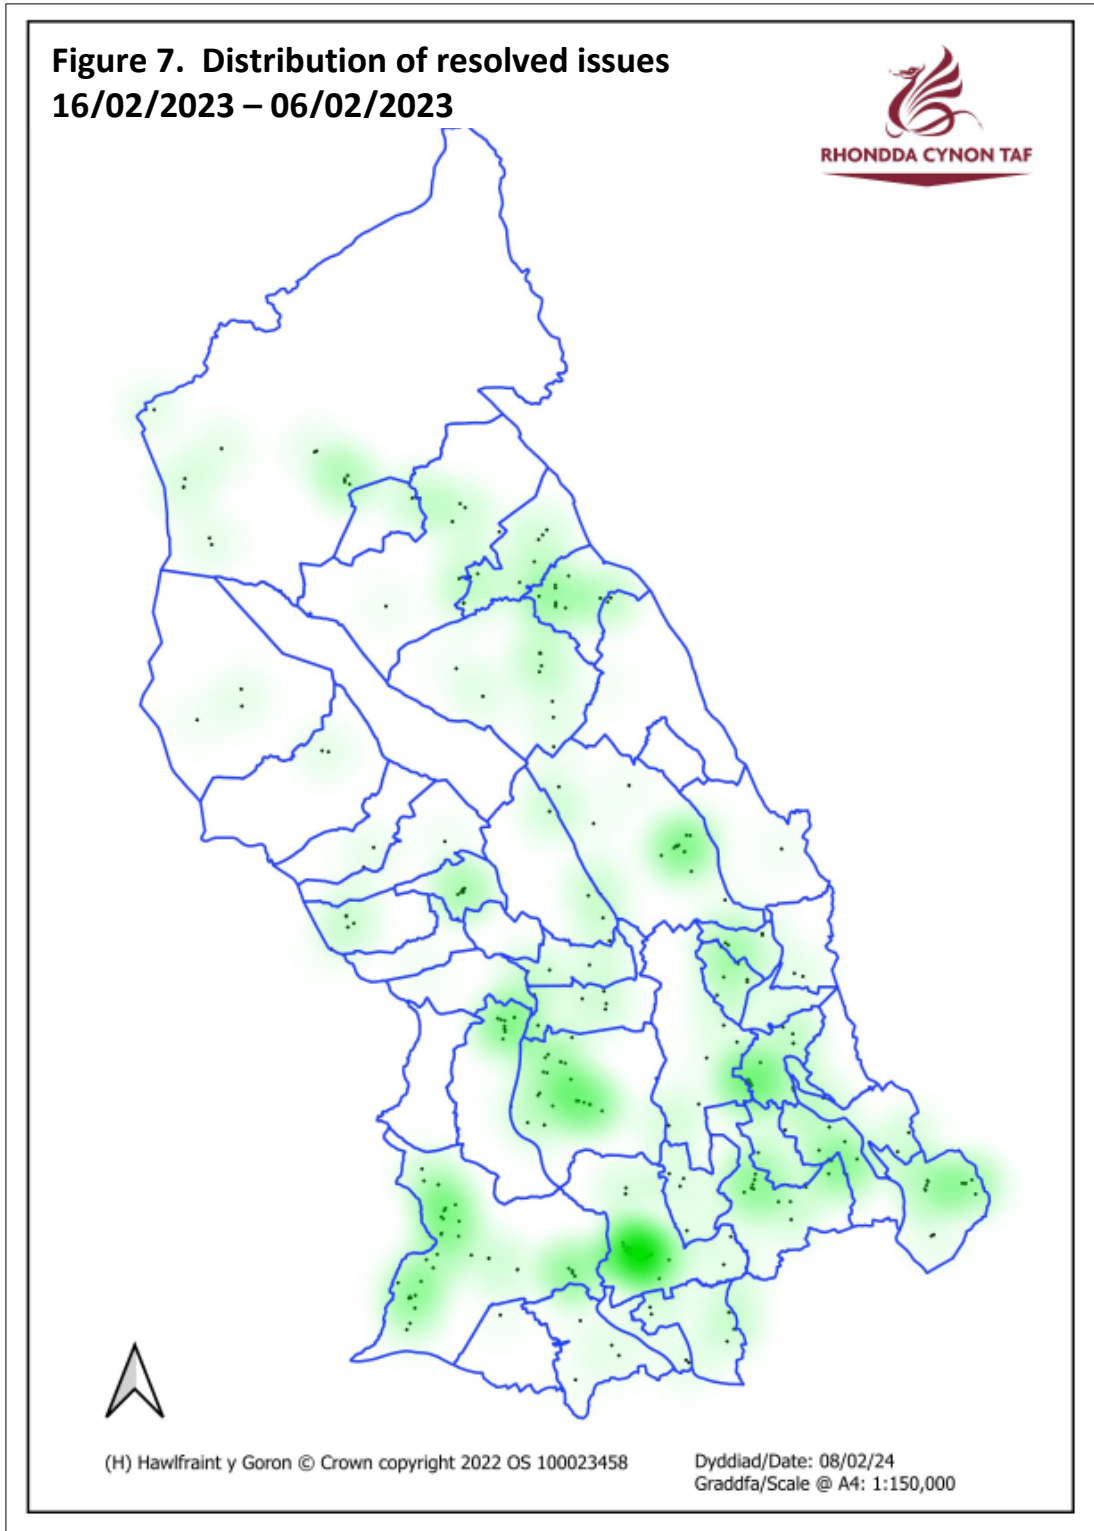 Figure 7. Distribution of resolved issues
16/02/2023 – 06/02/2023
RHONDDA CYNON TAF
(H) Hawlfraint y Goron © Crown copyright 2022 OS 100023458
Dyddiad/Date: 08/02/24
Graddfa/Scale @ A4: 1:150,000